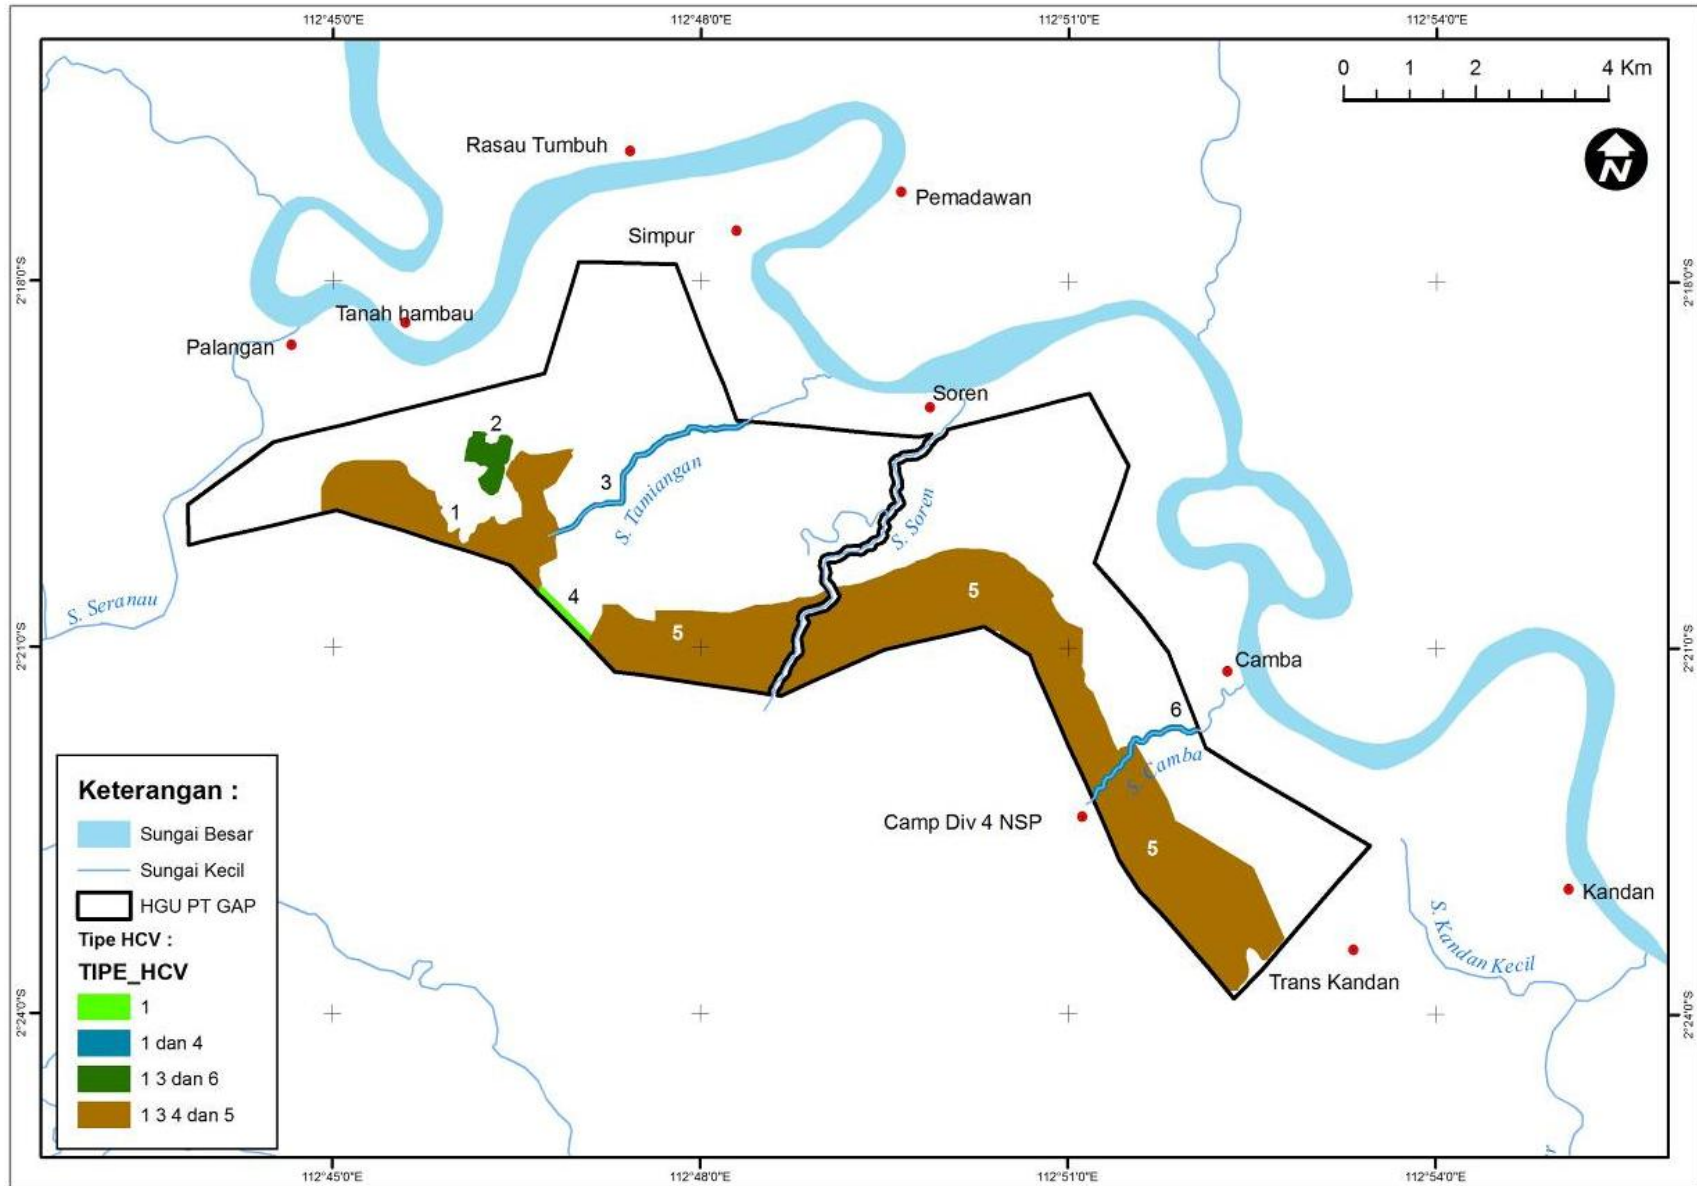 112°45'0"E
112°48'0"E
112°51'0"E
112°54'0"E
0 1 2 4 Km
N
Rasau Tumbuh
Pemadawan
Simpur
2°18'0"S
2°18'0"S
Tanah hambau
Palangan
Soren
2
3
1
S. Tamiangan
S. Soren
4
5
5
S. Seranau
2°21'0"S
2°21'0"S
Camba
6
S. Camba
Camp Div 4 NSP
5
Kandan
S. Kandan Kecil
Trans Kandan
2°24'0"S
2°24'0"S
Keterangan :
Sungai Besar
Sungai Kecil
HGU PT GAP
Tipe HCV :
TIPE_HCV
1
1 dan 4
1 3 dan 6
1 3 4 dan 5
r
112°45'0"E
112°48'0"E
112°51'0"E
112°54'0"E